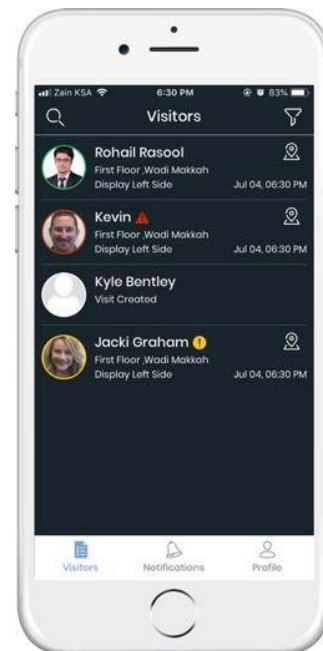 Zain KSA 6:30 PM 83%
Visitors
Rohail Rasool
First Floor ,Wadi Makkah
Display Left Side Jul 04, 06:30 PM
Kevin
First Floor ,Wadi Makkah
Display Left Side Jul 04, 06:30 PM
Kyle Bentley
Visit Created
Jacki Graham
First Floor ,Wadi Makkah
Display Left Side Jul 04, 06:30 PM
Visitors Notifications Profile